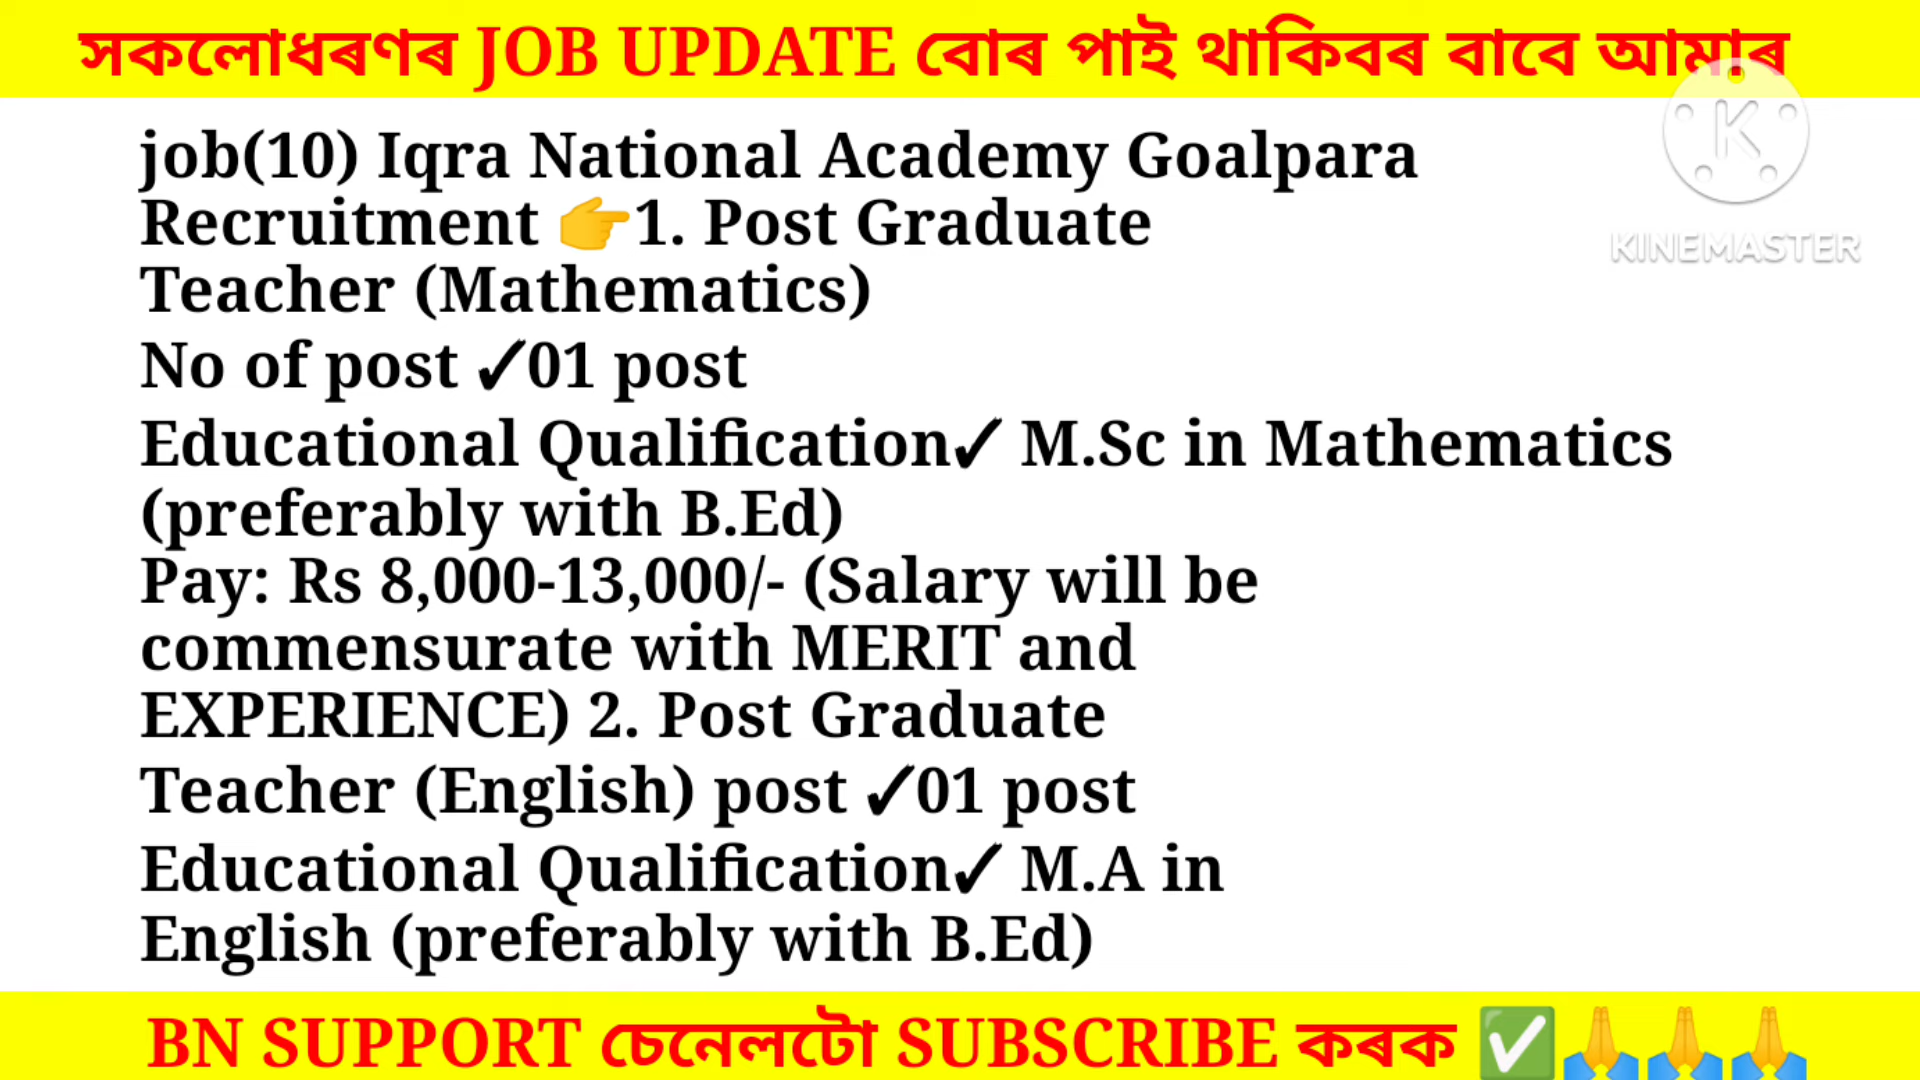 সকলোধৰণৰ JOB UPDATE বোৰ পাই থাকিবৰ বাবে আমাৰ
job(10) Iqra National Academy Goalpara
Recruitment 👉1. Post Graduate
Teacher (Mathematics)
No of post ✓01 post
Educational Qualification✓ M.Sc in Mathematics
(preferably with B.Ed)
Pay: Rs 8,000-13,000/- (Salary will be
commensurate with MERIT and
EXPERIENCE) 2. Post Graduate
Teacher (English) post ✓01 post
Educational Qualification✓ M.A in
English (preferably with B.Ed)
BN SUPPORT চেনেলটো SUBSCRIBE কৰক ✅🙏🙏🙏
K
KINEMASTER